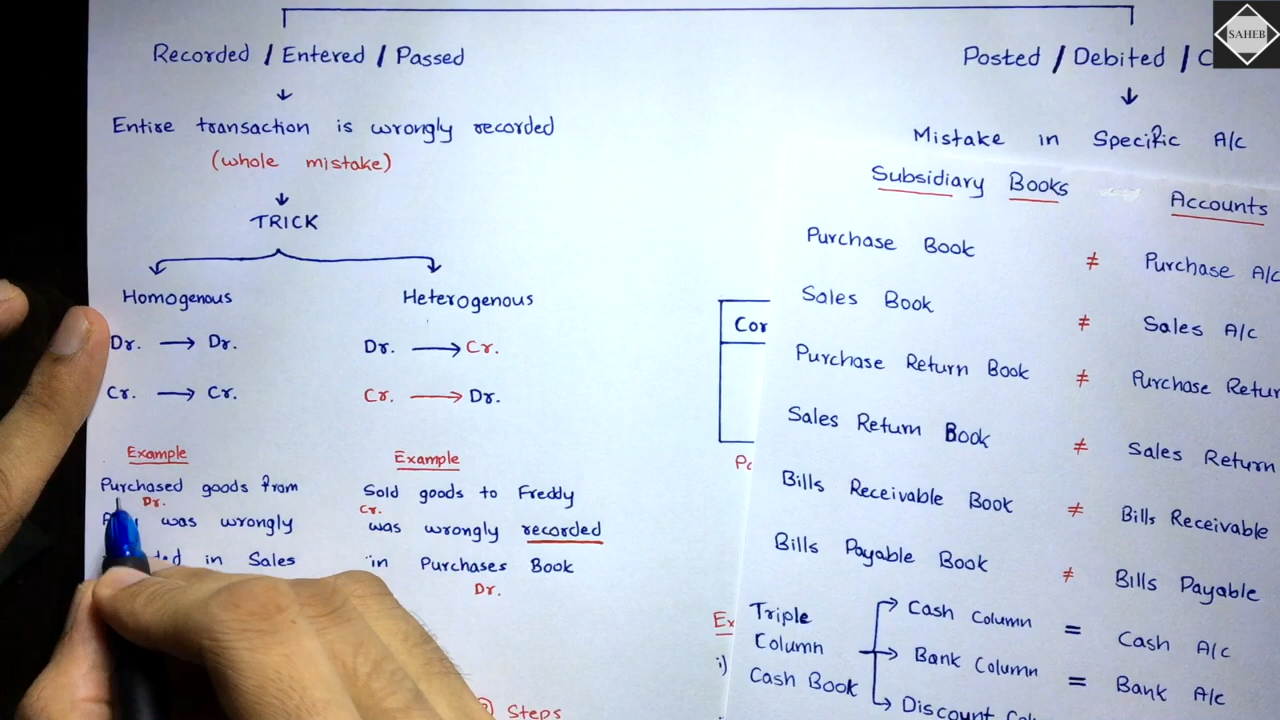 SAHEB
Recorded / Entered / Passed
Entire transaction is wrongly recorded
(whole mistake)
TRICK
Homogenous
Dr. → Dr.
Cr. → Cr.
Example
Purchased goods from
Dr.
was wrongly
in Sales
Heterogenous
Dr. → Cr.
Cr. → Dr.
Example
Sold goods to Freddy
Cr.
was wrongly recorded
in Purchases Book
Dr.
Steps
Posted / Debited /
Mistake in Specific A/c
Subsidiary Books Accounts
Purchase Book ≠ Purchase A/c
Sales Book ≠ Sales A/c
Purchase Return Book ≠ Purchase
Sales Return Book ≠ Sales Return
Bills Receivable Book ≠ Bills Receivable
Bills Payable Book ≠ Bills Payable
Triple
Column
Cash Book
Cash Column = Cash A/c
Bank Column = Bank A/c
Discount
i)